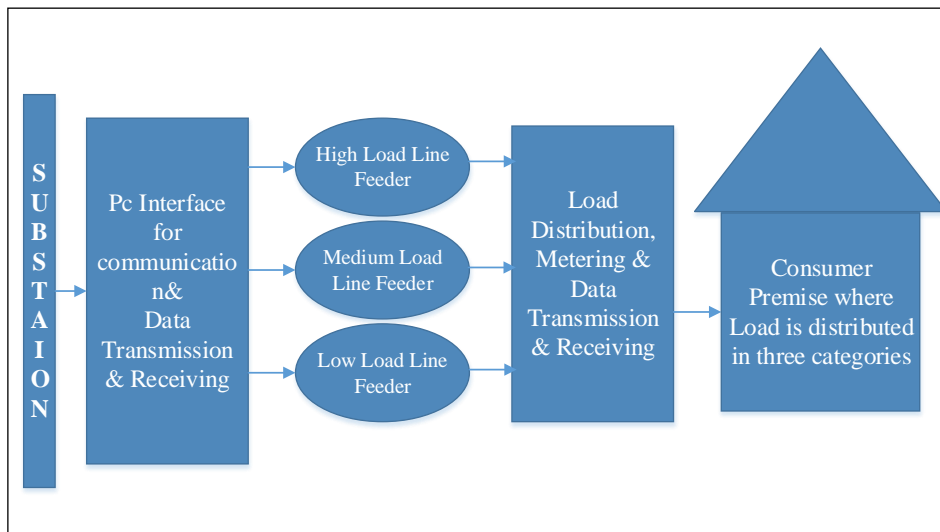 SUBSTAION
Pc Interface
for
communicatio
n&
Data
Transmission
& Receiving
High Load Line
Feeder
Medium Load
Line Feeder
Low Load Line
Feeder
Load
Distribution,
Metering &
Data
Transmission
& Receiving
Consumer
Premise where
Load is distributed
in three categories